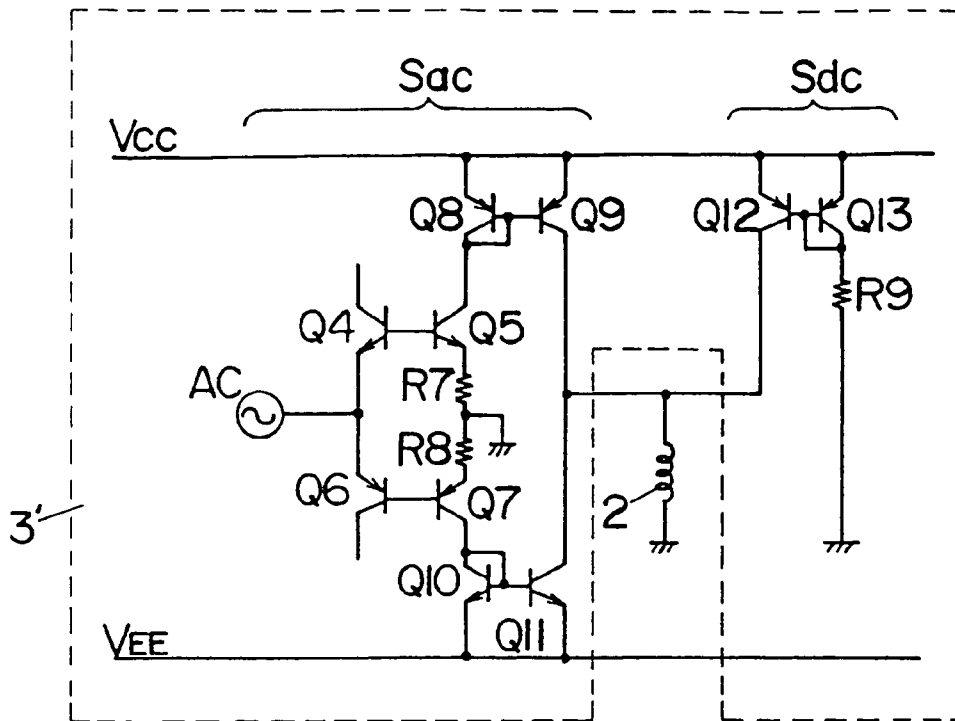 Sac Sdc
VCC
Q8 Q9 Q12 Q13
R9
Q4 Q5
AC R7
R8
Q6 Q7 2
3'
Q10
Q11
VEE